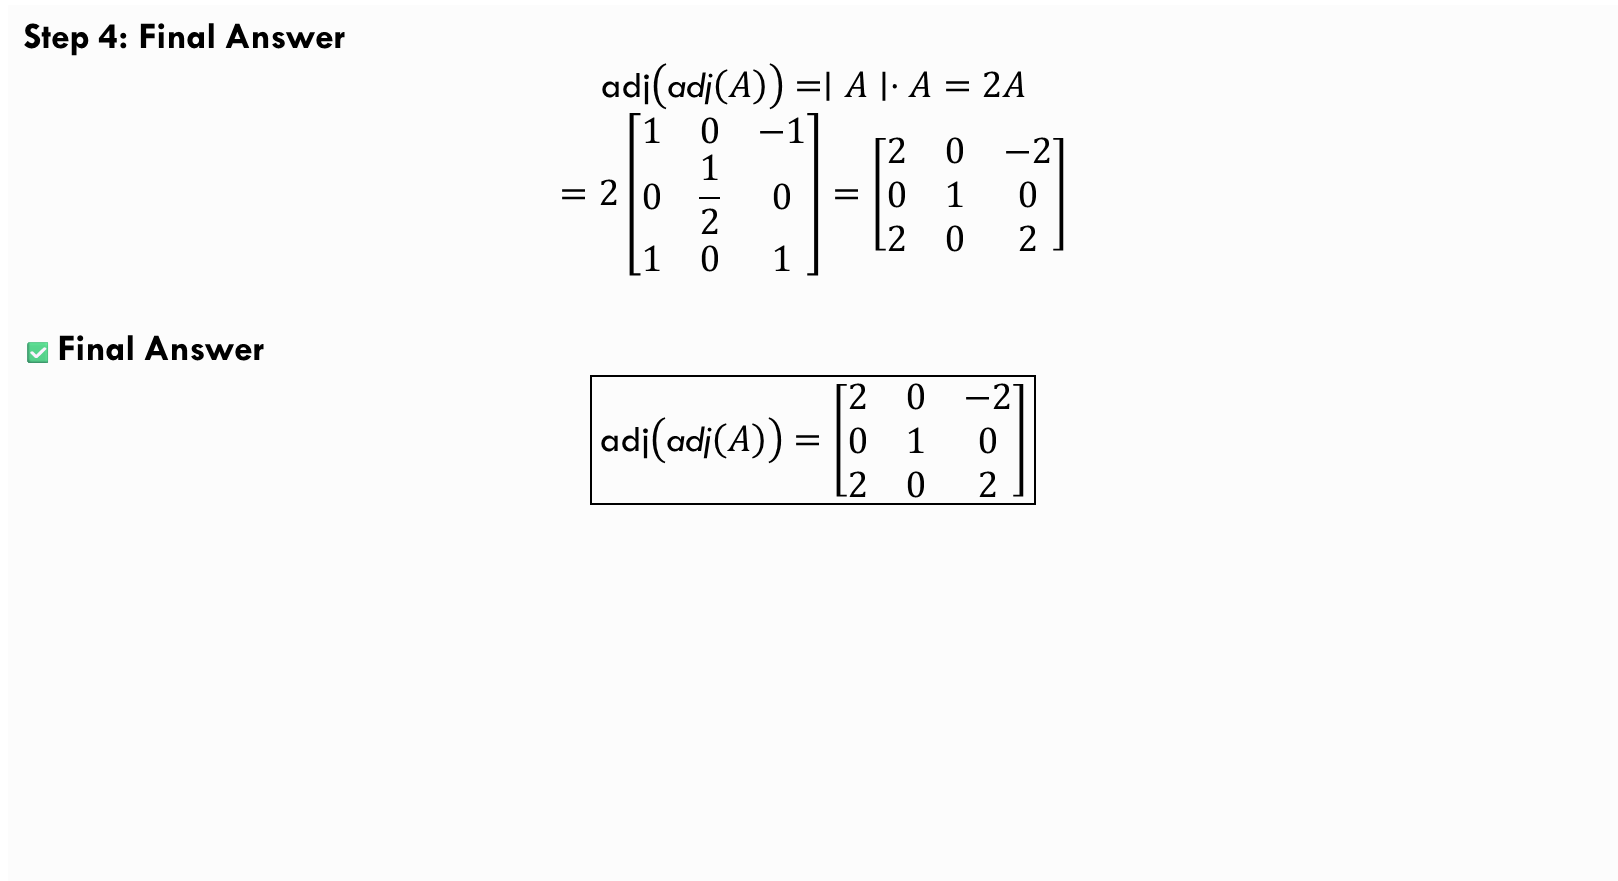 Step 4: Final Answer
adj(adj(A)) =| A |· A = 2A
= 2 [1 0 −1; 0 1/2 0; 1 0 1] = [2 0 −2; 0 1 0; 2 0 2]
✅ Final Answer
adj(adj(A)) = [2 0 −2; 0 1 0; 2 0 2]